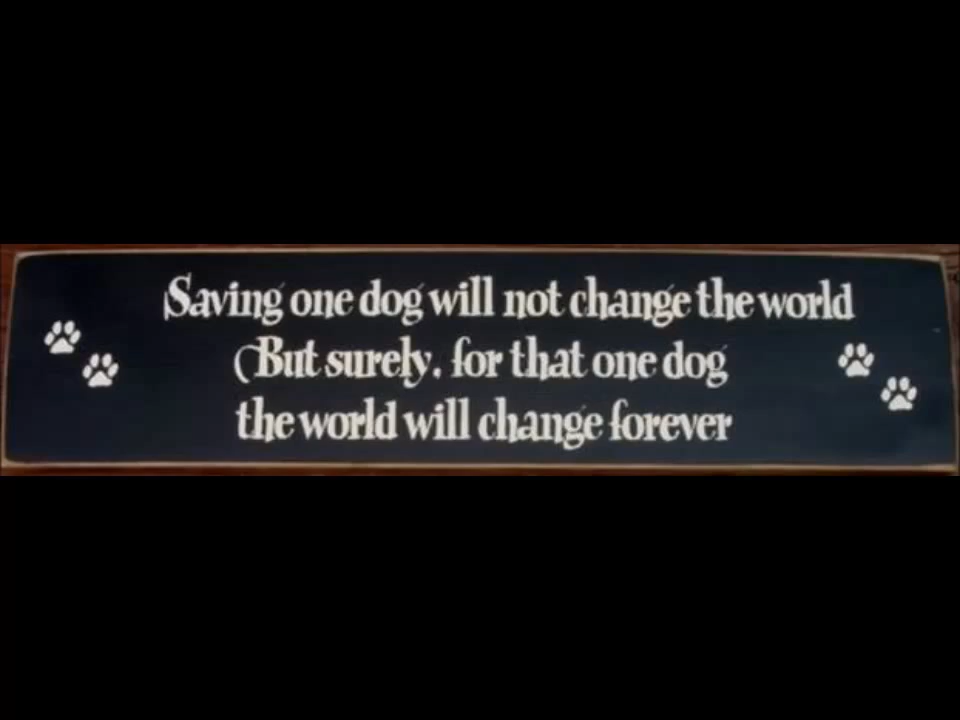 Saving one dog will not change the world
But surely, for that one dog
the world will change forever